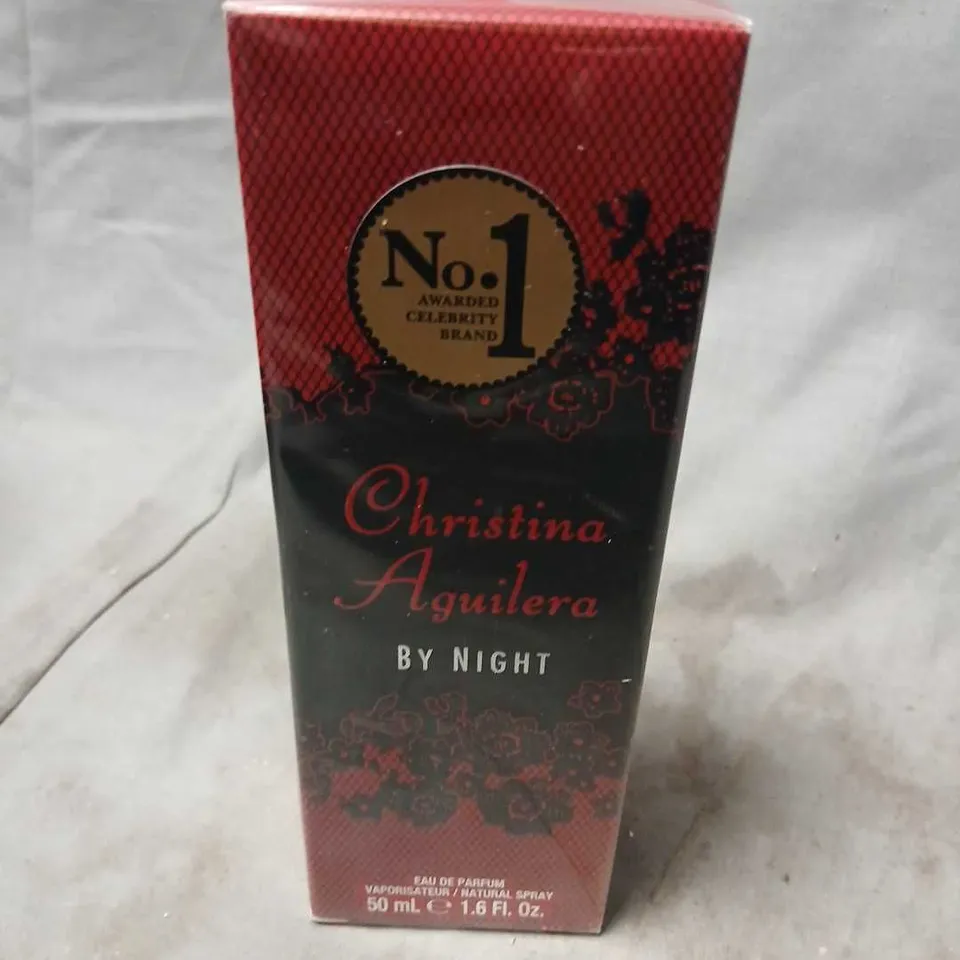 No.1
AWARDED
CELEBRITY
BRAND
Christina
Aguilera
BY NIGHT
EAU DE PARFUM
VAPORISATEUR / NATURAL SPRAY
50 mL ℮ 1.6 Fl. Oz.